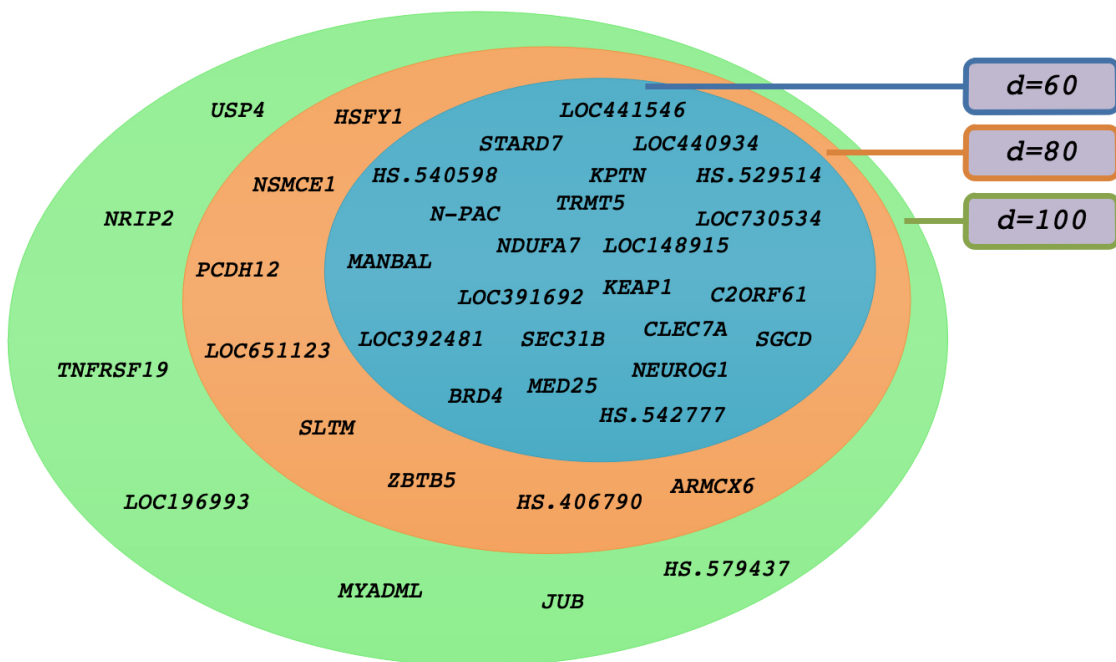 d=60
USP4
HSFY1
LOC441546
STARD7
LOC440934
d=80
HS.540598
KPTN
HS.529514
NSMCE1
TRMT5
N-PAC
NRIP2
LOC730534
d=100
NDUFA7
LOC148915
MANBAL
PCDH12
KEAP1
LOC391692
C2ORF61
CLEC7A
LOC392481
SEC31B
SGCD
LOC651123
TNFRSF19
NEUROG1
MED25
BRD4
HS.542777
SLTM
ZBTB5
ARMCX6
LOC196993
HS.406790
HS.579437
MYADML
JUB